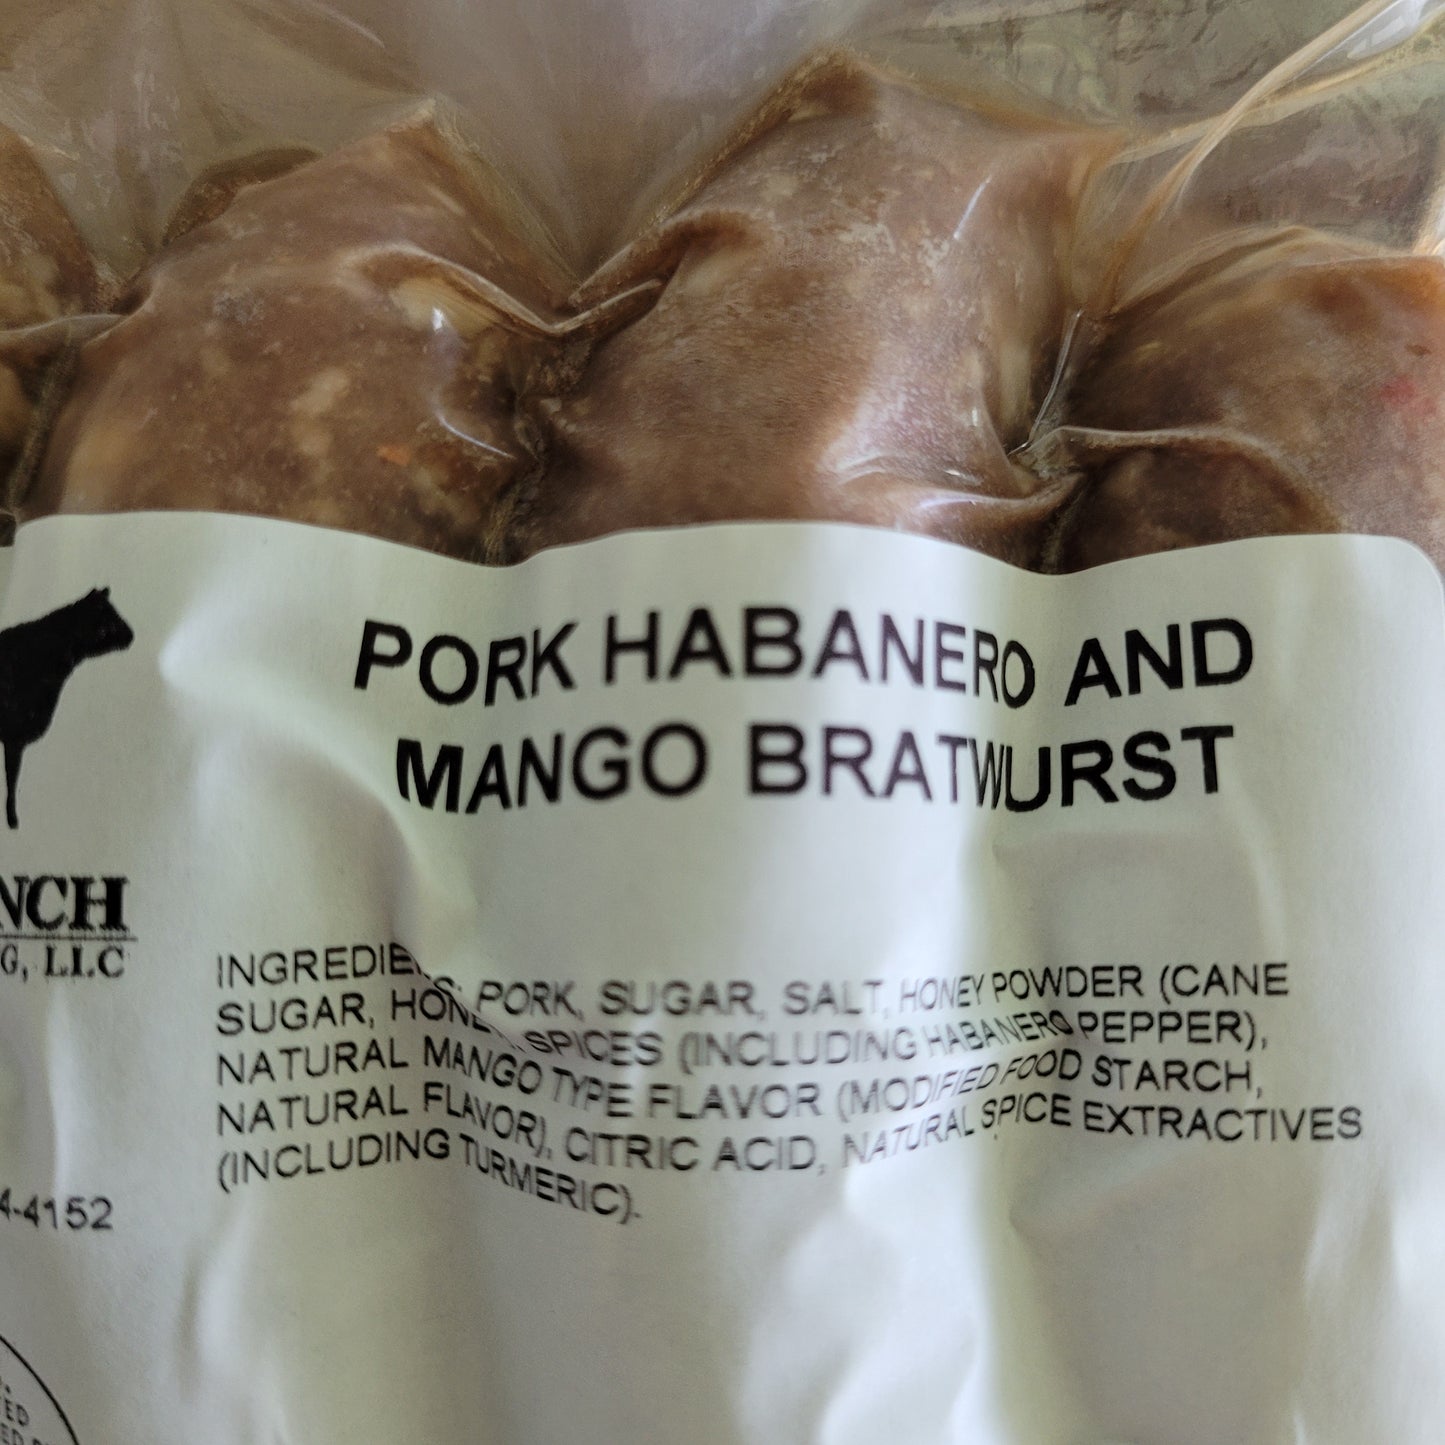 PORK HABANERO AND
MANGO BRATWURST
NCH
G, LLC
INGREDIE S: PORK, SUGAR, SALT, HONEY POWDER (CANE
SUGAR, HONE SPICES (INCLUDING HABANERO PEPPER),
NATURAL MANGO TYPE FLAVOR (MODIFIED FOOD STARCH,
NATURAL FLAVOR), CITRIC ACID, NATURAL SPICE EXTRACTIVES
(INCLUDING TURMERIC).
4-4152